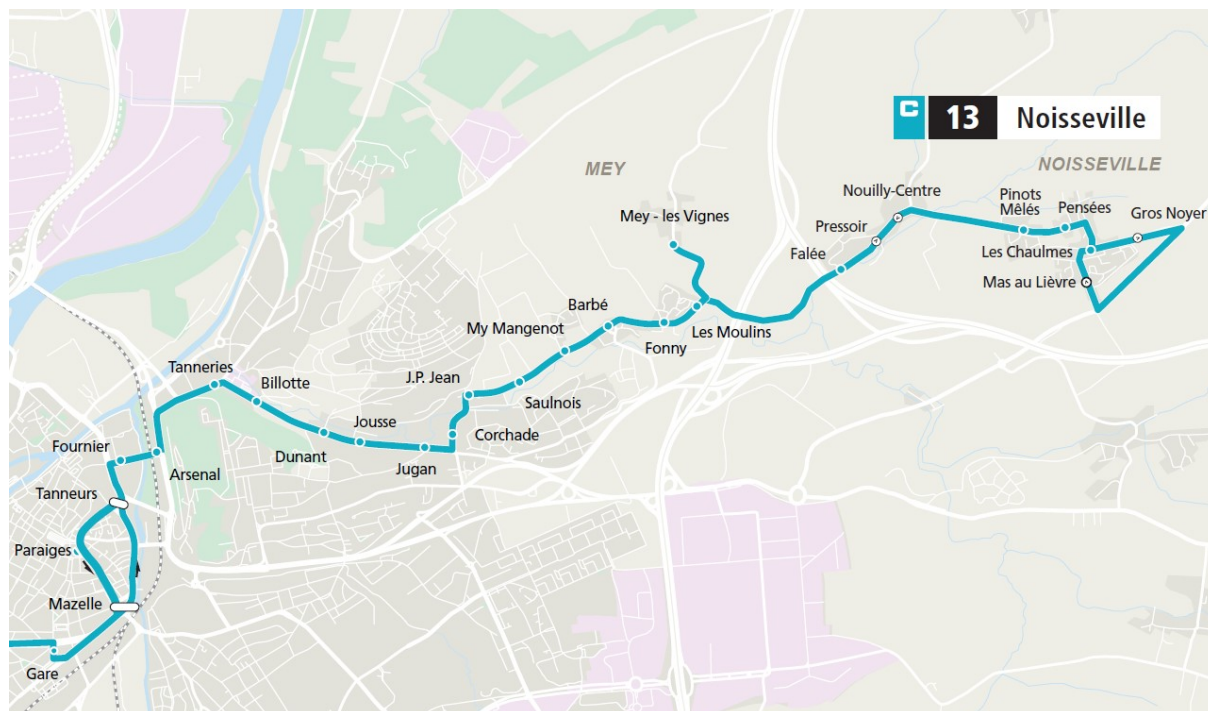 C 13 Noisseville
NOISSEVILLE
MEY
Nouilly-Centre
Pinots
Mêlés
Pensées
Gros Noyer
Mey - les Vignes
Pressoir
Les Chaulmes
Falée
Mas au Lièvre
Barbé
My Mangenot
Les Moulins
Fonny
Tanneries
Billotte
J.P. Jean
Saulnois
Jousse
Corchade
Fournier
Dunant
Jugan
Arsenal
Tanneurs
Paraiges
Mazelle
Gare